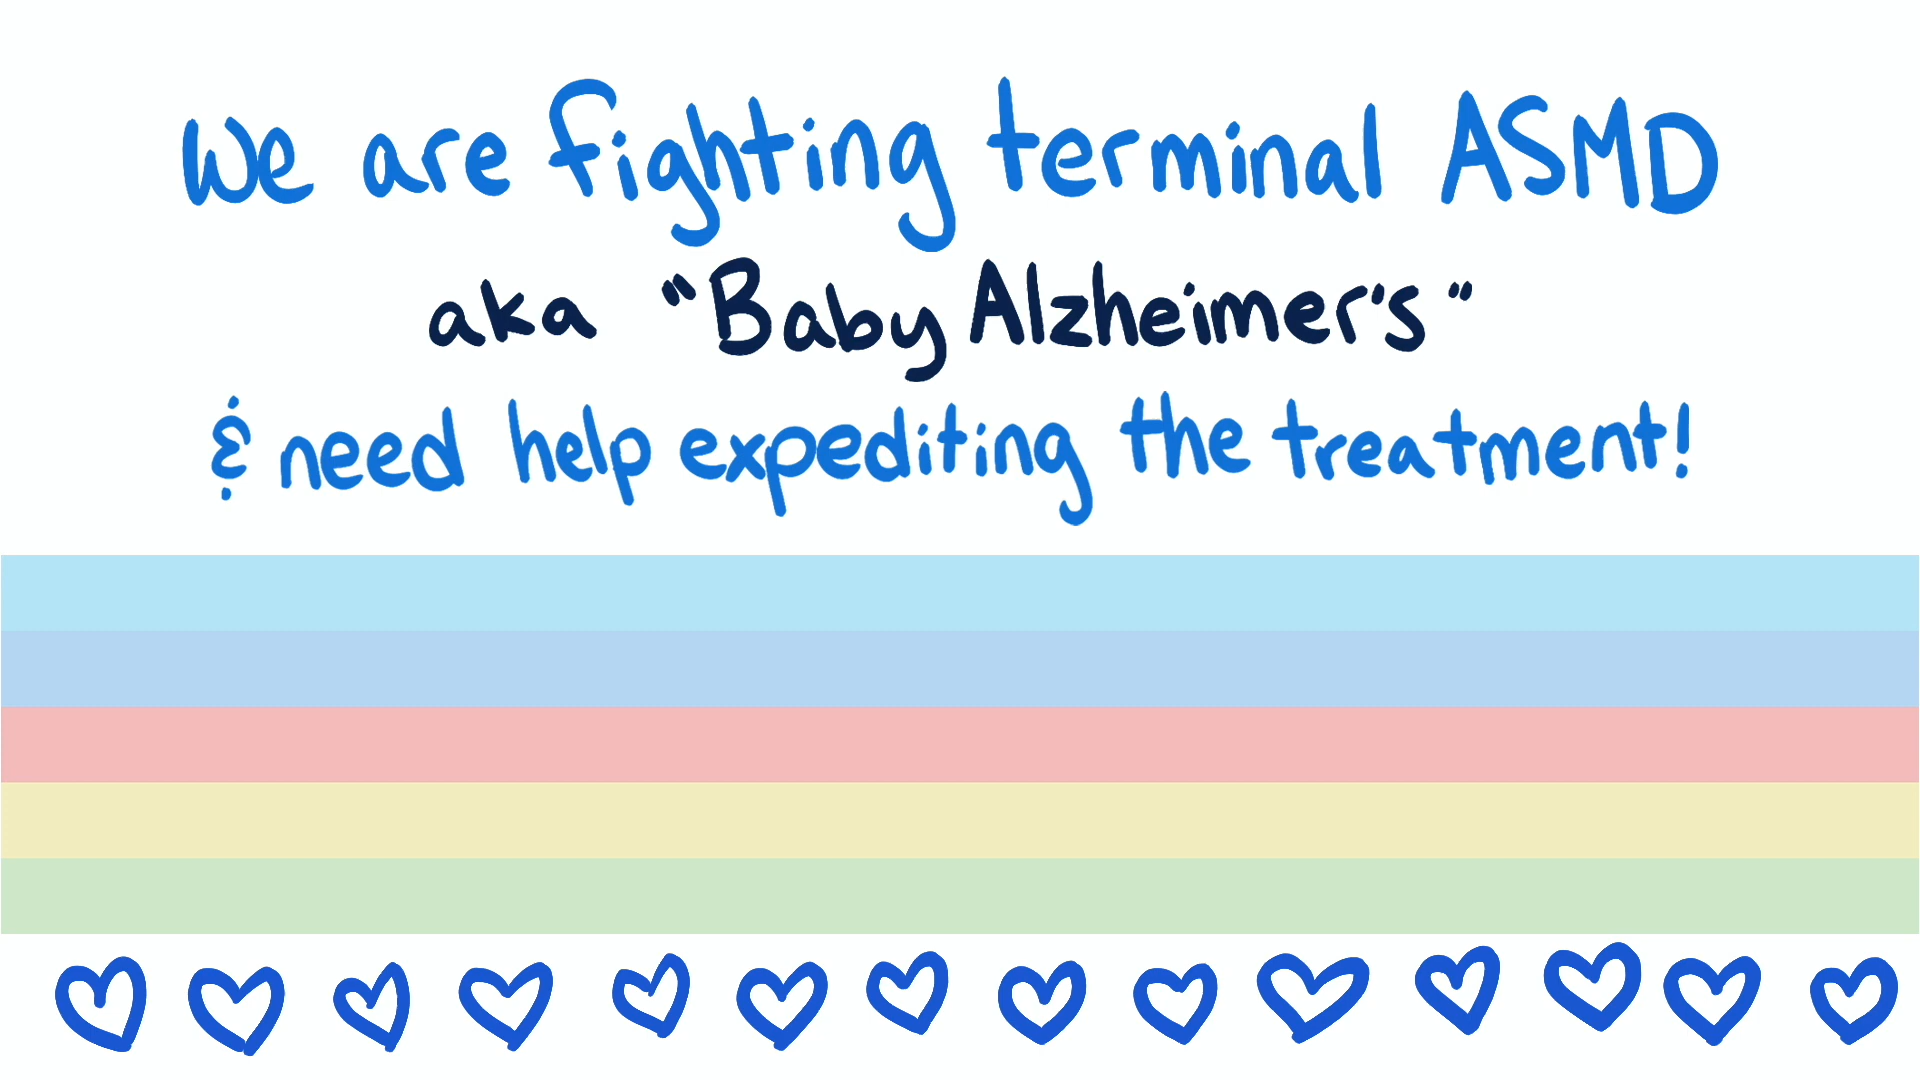 We are fighting terminal ASMD
aka "Baby Alzheimer's"
& need help expediting the treatment!